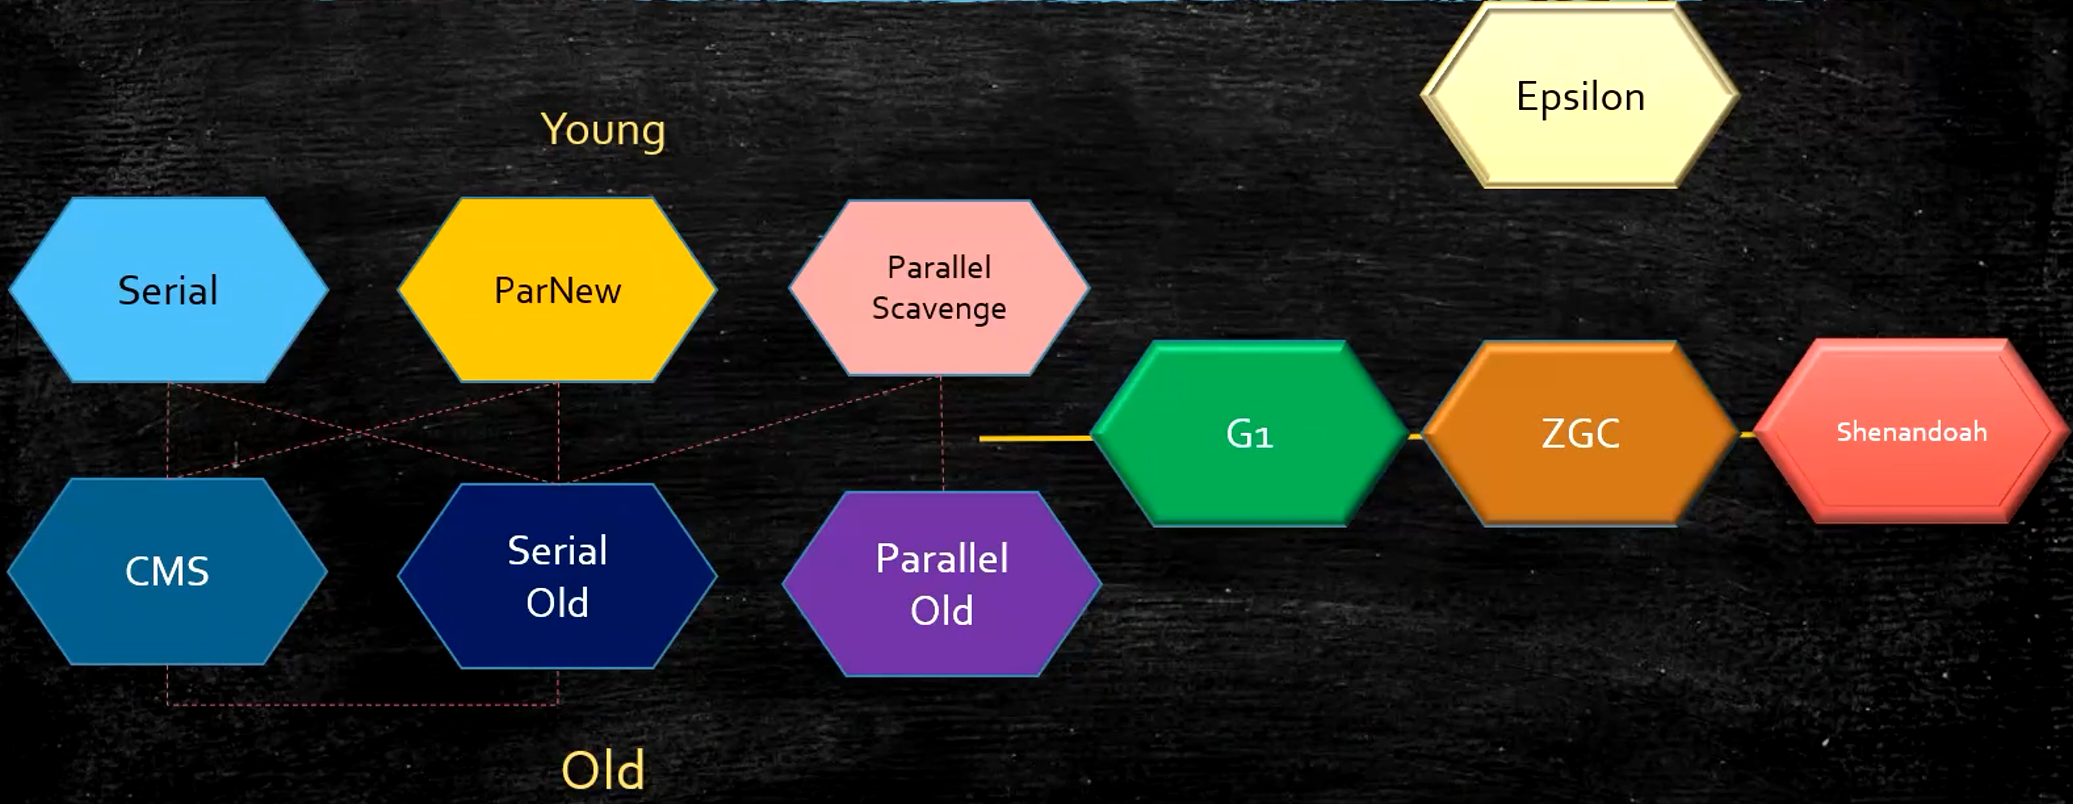 Epsilon
Young
Serial
ParNew
Parallel
Scavenge
G1
ZGC
Shenandoah
CMS
Serial
Old
Parallel
Old
Old